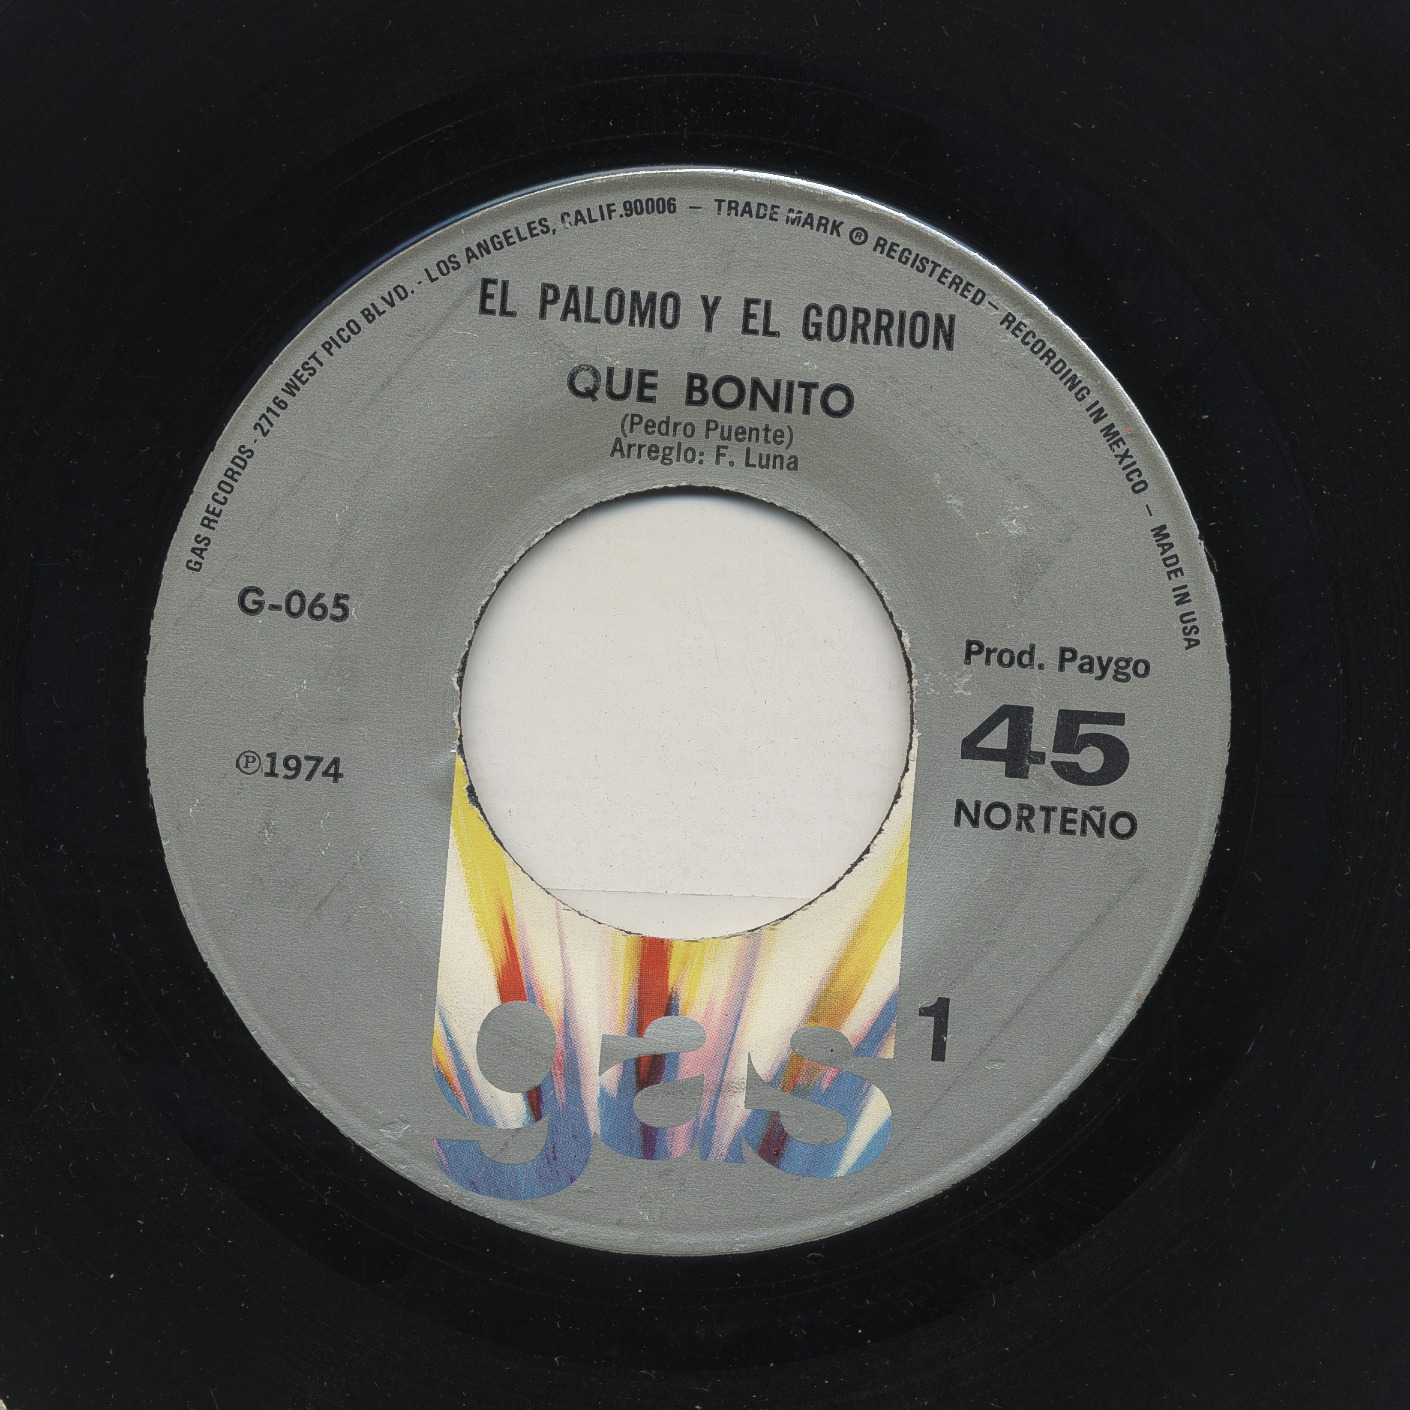 GAS RECORDS - 2716 WEST PICO BLVD. - LOS ANGELES, CALIF. 90006 — TRADE MARK ® REGISTERED — RECORDING IN MEXICO — MADE IN USA
EL PALOMO Y EL GORRION
QUE BONITO
(Pedro Puente)
Arreglo: F. Luna
G-065
Prod. Paygo
45
NORTEÑO
℗1974
1
gas